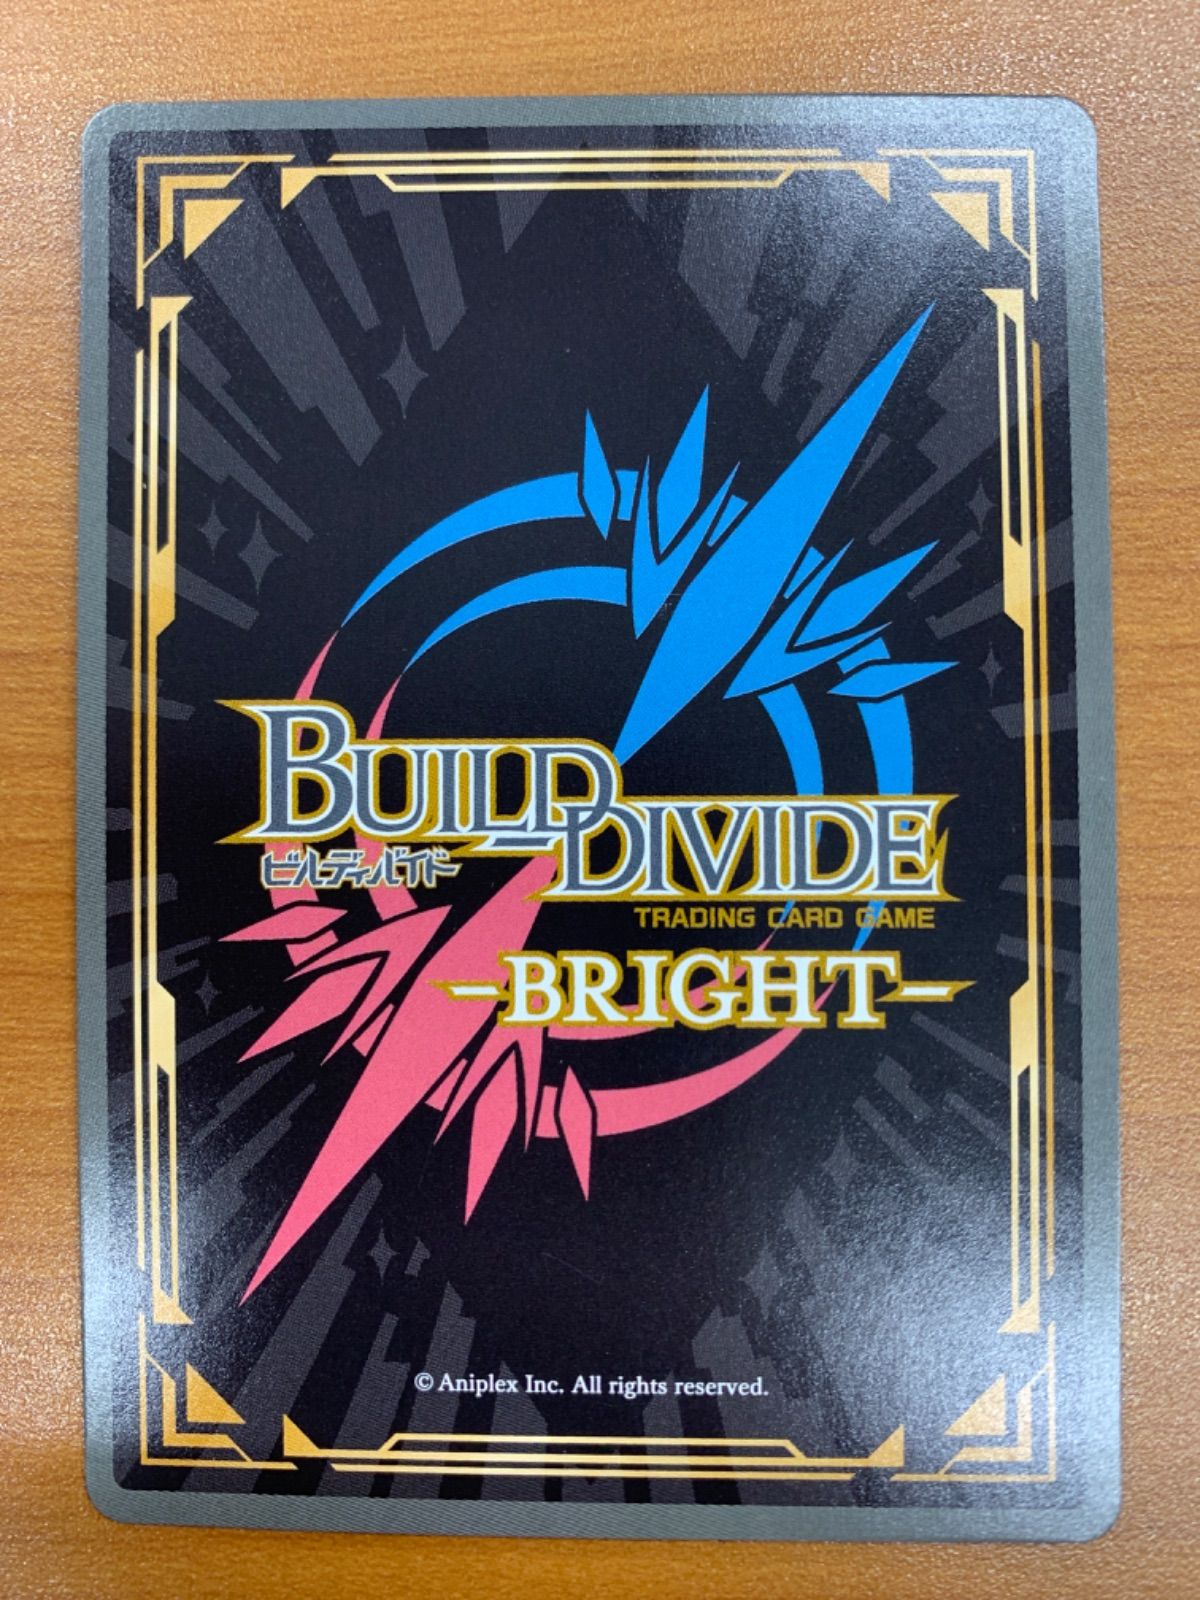 BUILD DIVIDE
ビルディバイド
TRADING CARD GAME
-BRIGHT-
© Aniplex Inc. All rights reserved.